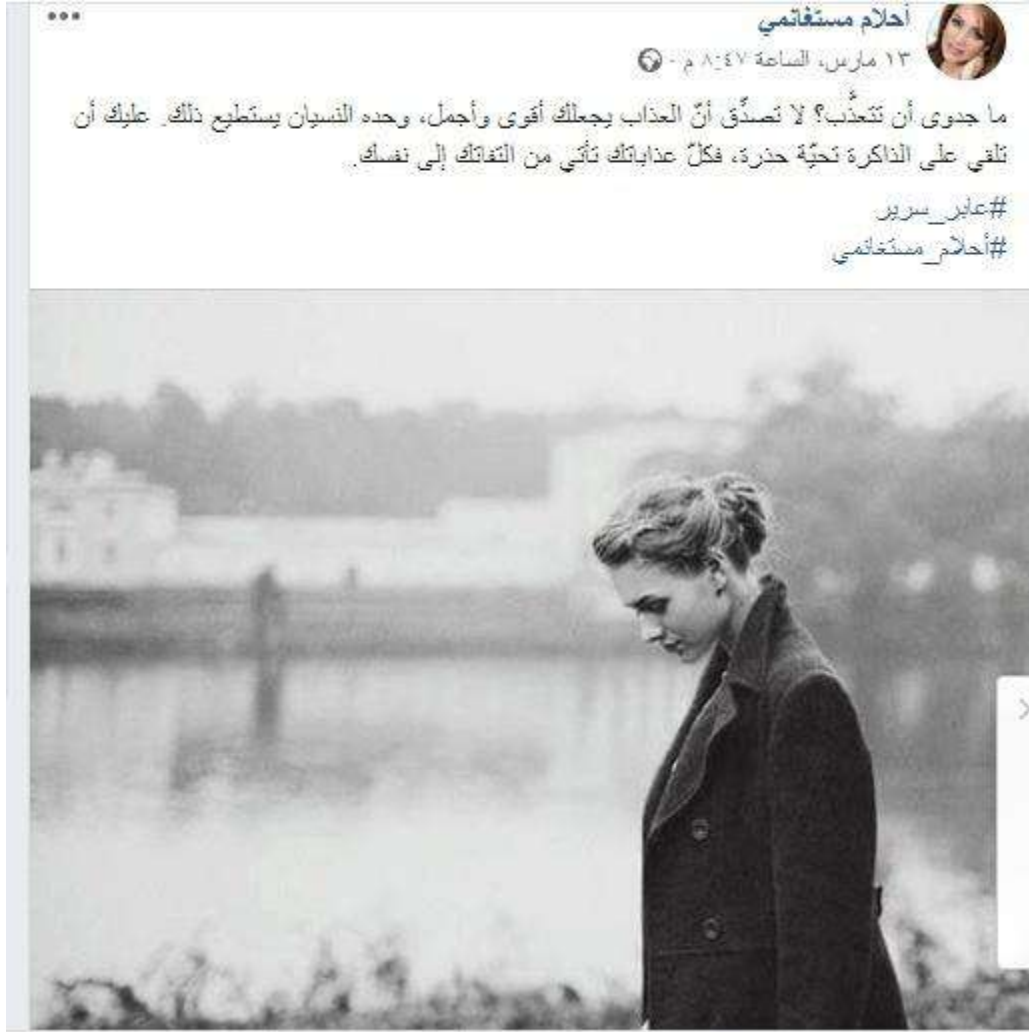 أحلام مستغانمي
١٣ مارس، الساعة ٨:٤٧ م ·
ما جدوى أن تتعذَّب؟ لا تصدِّق أنّ العذاب يجعلك أقوى وأجمل، وحده النسيان يستطيع ذلك. عليك أن
تلقي على الذاكرة تحيّة حذرة، فكلّ عذاباتك تأتي من التفاتك إلى نفسك.
#عابر_سرير
#أحلام_مستغانمي